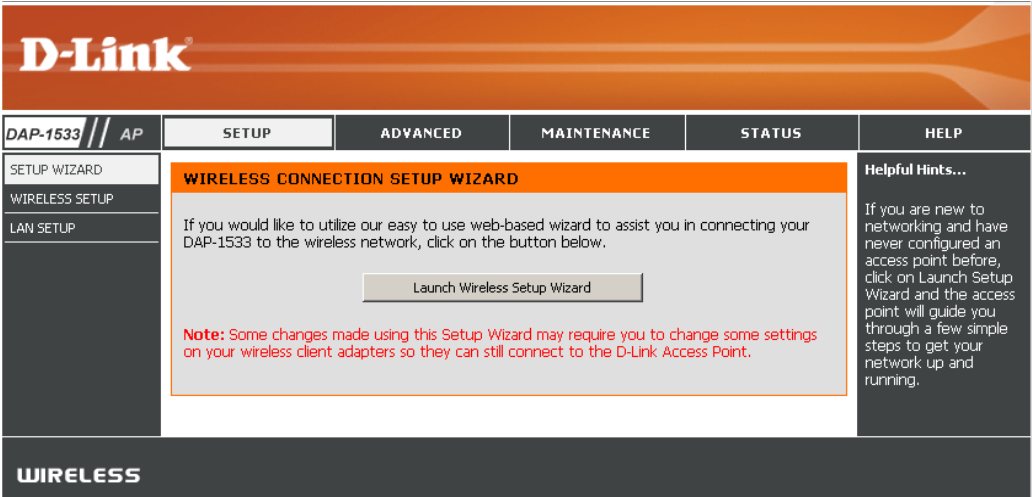 D-Link®
DAP-1533 // AP
SETUP
ADVANCED
MAINTENANCE
STATUS
HELP
SETUP WIZARD
WIRELESS SETUP
LAN SETUP
WIRELESS CONNECTION SETUP WIZARD
If you would like to utilize our easy to use web-based wizard to assist you in connecting your
DAP-1533 to the wireless network, click on the button below.
Launch Wireless Setup Wizard
Note: Some changes made using this Setup Wizard may require you to change some settings
on your wireless client adapters so they can still connect to the D-Link Access Point.
Helpful Hints...
If you are new to
networking and have
never configured an
access point before,
click on Launch Setup
Wizard and the access
point will guide you
through a few simple
steps to get your
network up and
running.
WIRELESS